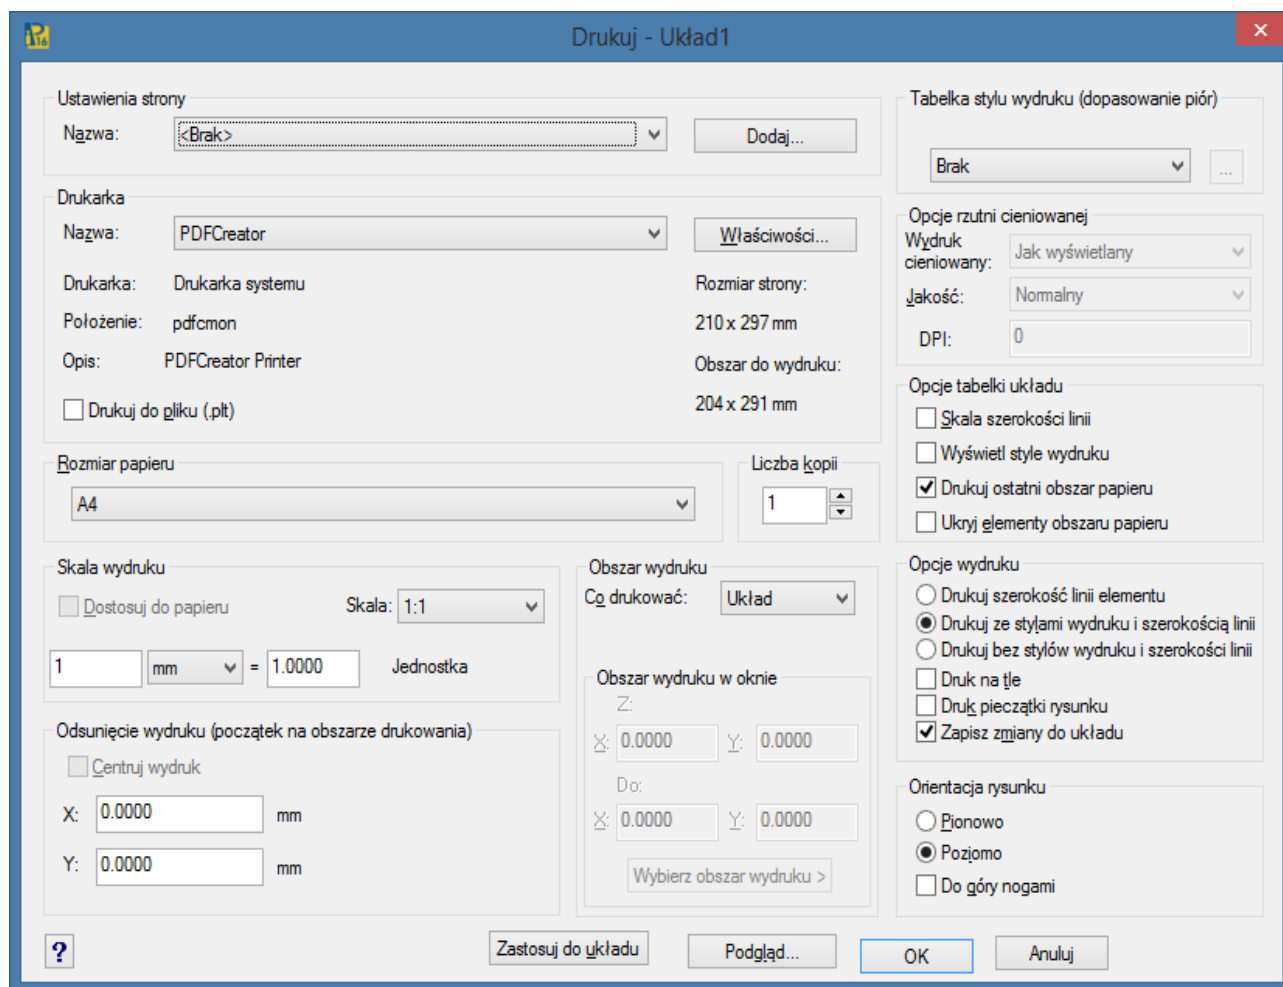 Drukuj - Układ1
Ustawienia strony
Nazwa: <Brak> Dodaj...
Drukarka
Nazwa: PDFCreator Właściwości...
Drukarka: Drukarka systemu Rozmiar strony:
Położenie: pdfcmon 210 x 297 mm
Opis: PDFCreator Printer Obszar do wydruku:
Drukuj do pliku (.plt) 204 x 291 mm
Rozmiar papieru
A4
Liczba kopii
1
Skala wydruku
Dostosuj do papieru Skala: 1:1
1 mm = 1.0000 Jednostka
Odsunięcie wydruku (początek na obszarze drukowania)
Centruj wydruk
X: 0.0000 mm
Y: 0.0000 mm
Obszar wydruku
Co drukować: Układ
Obszar wydruku w oknie
Z:
X: 0.0000 Y: 0.0000
Do:
X: 0.0000 Y: 0.0000
Wybierz obszar wydruku >
Tabelka stylu wydruku (dopasowanie piór)
Brak ...
Opcje rzutni cieniowanej
Wydruk
cieniowany: Jak wyświetlany
Jakość: Normalny
DPI: 0
Opcje tabelki układu
Skala szerokości linii
Wyświetl style wydruku
Drukuj ostatni obszar papieru
Ukryj elementy obszaru papieru
Opcje wydruku
Drukuj szerokość linii elementu
Drukuj ze stylami wydruku i szerokością linii
Drukuj bez stylów wydruku i szerokości linii
Druk na tle
Druk pieczątki rysunku
Zapisz zmiany do układu
Orientacja rysunku
Pionowo
Poziomo
Do góry nogami
? Zastosuj do układu Podgląd... OK Anuluj